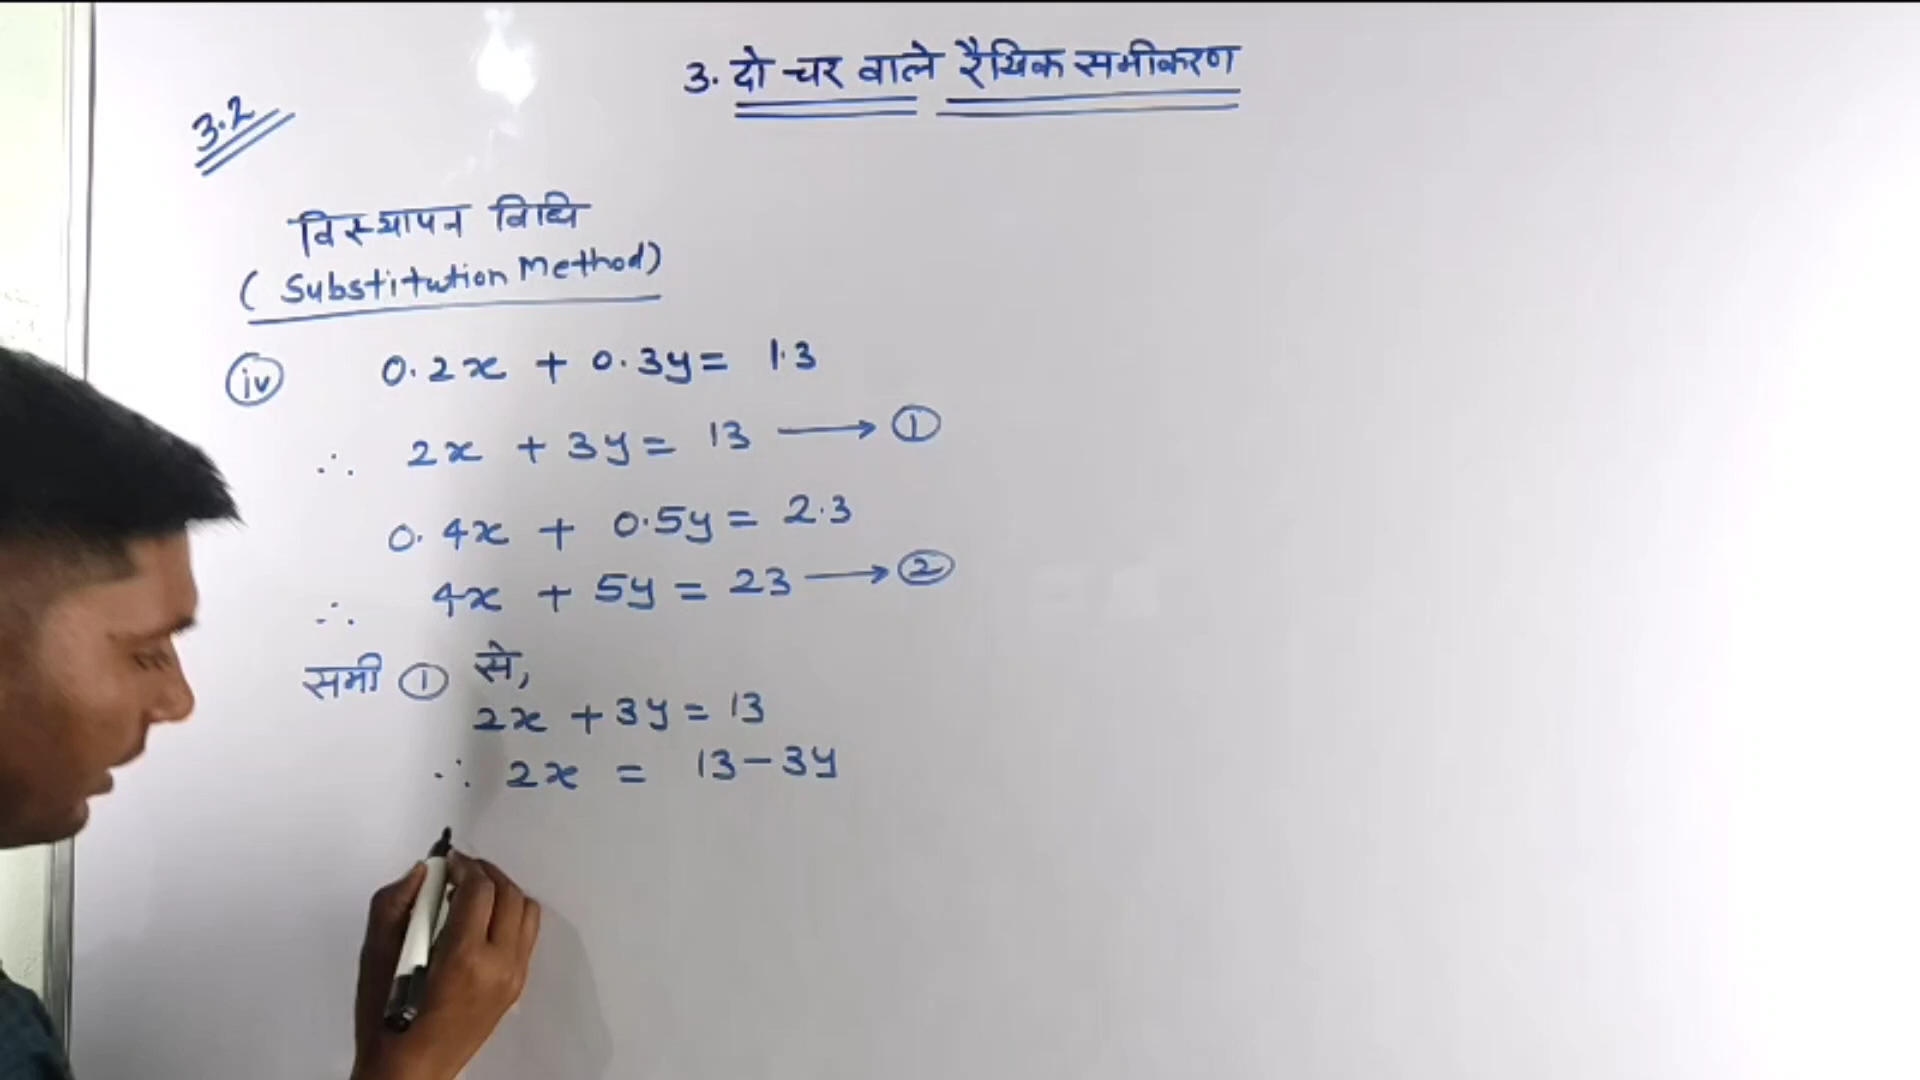 3. दो चर वाले रैखिक समीकरण
3.2
विस्थापन विधि
(Substitution Method)
(iv) 0.2x + 0.3y = 1.3
∴ 2x + 3y = 13 ⟶ ①
0.4x + 0.5y = 2.3
∴ 4x + 5y = 23 ⟶ ②
समी ① से,
2x + 3y = 13
∴ 2x = 13 - 3y